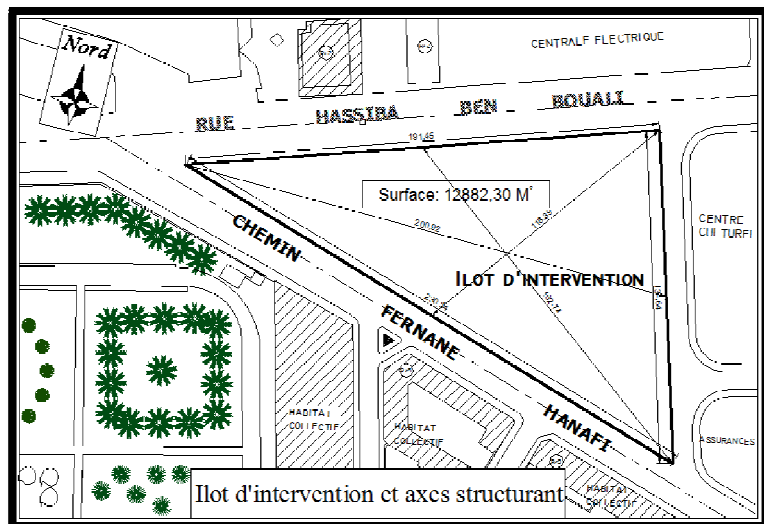 Nord
CENTRALE ELECTRIQUE
RUE HASSIBA BEN BOUALI
191,45
Surface: 12882,30 M²
CENTRE
CULTUREL
CHEMIN FERNANE HANAFI
200,02
ILOT D'INTERVENTION
HABITAT
COLLECTIF
HABITAT
COLLECTIF
ASSURANCES
HABITAT
COLLECTIF
Ilot d'intervention et axes structurant